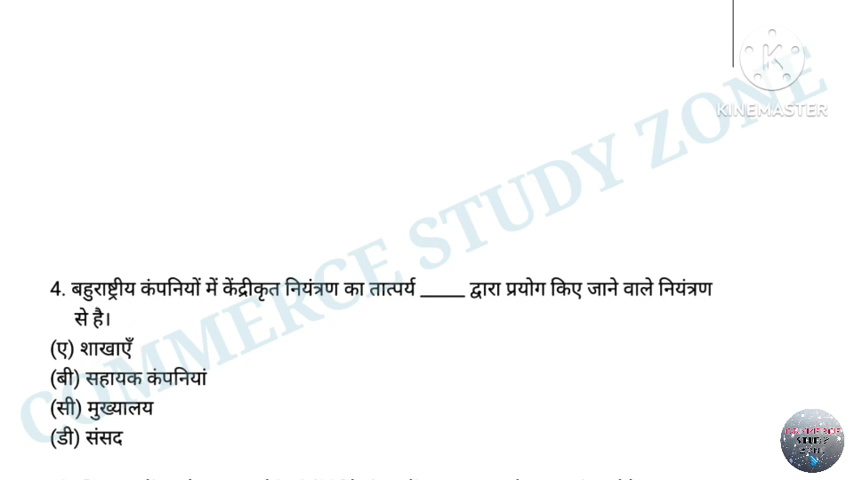 KINEMASTER
COMMERCE STUDY ZONE
4. बहुराष्ट्रीय कंपनियों में केंद्रीकृत नियंत्रण का तात्पर्य _____ द्वारा प्रयोग किए जाने वाले नियंत्रण
से है।
(ए) शाखाएँ
(बी) सहायक कंपनियां
(सी) मुख्यालय
(डी) संसद